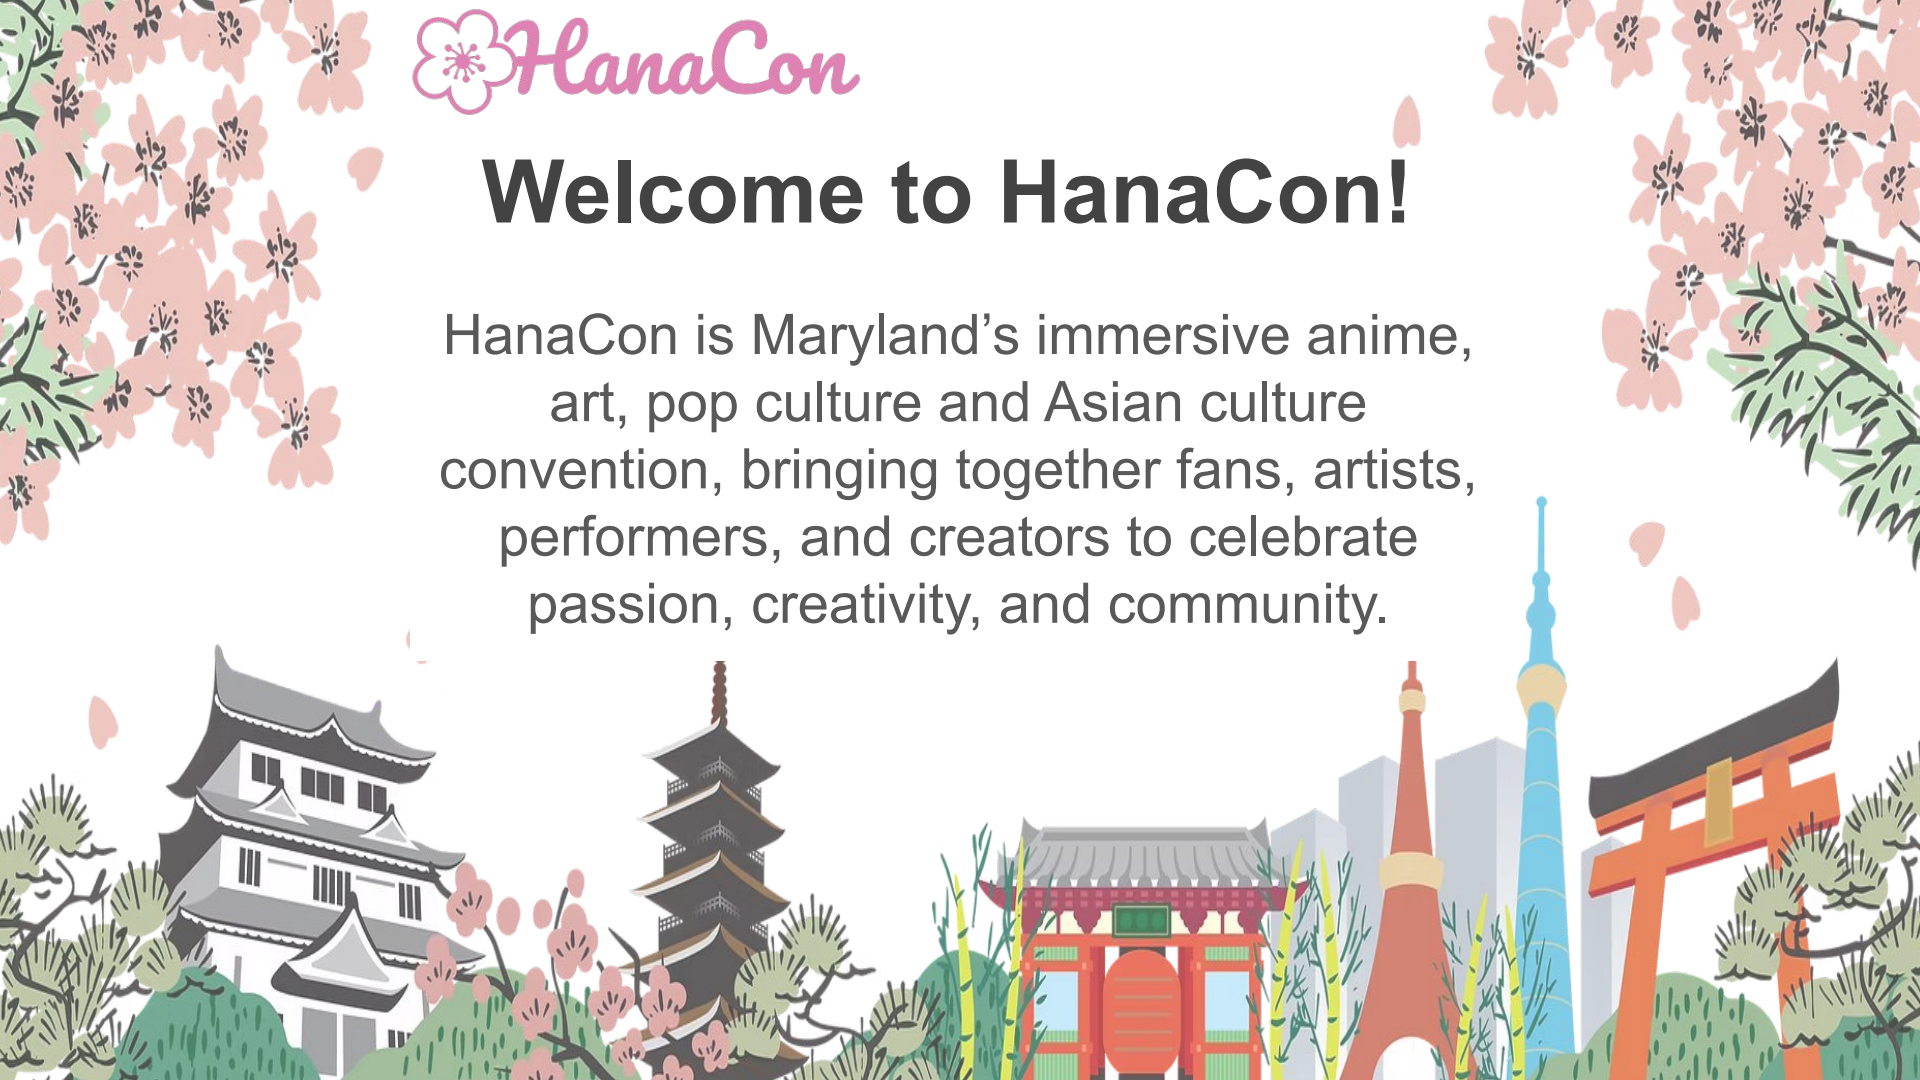 HanaCon
Welcome to HanaCon!
HanaCon is Maryland’s immersive anime,
art, pop culture and Asian culture
convention, bringing together fans, artists,
performers, and creators to celebrate
passion, creativity, and community.